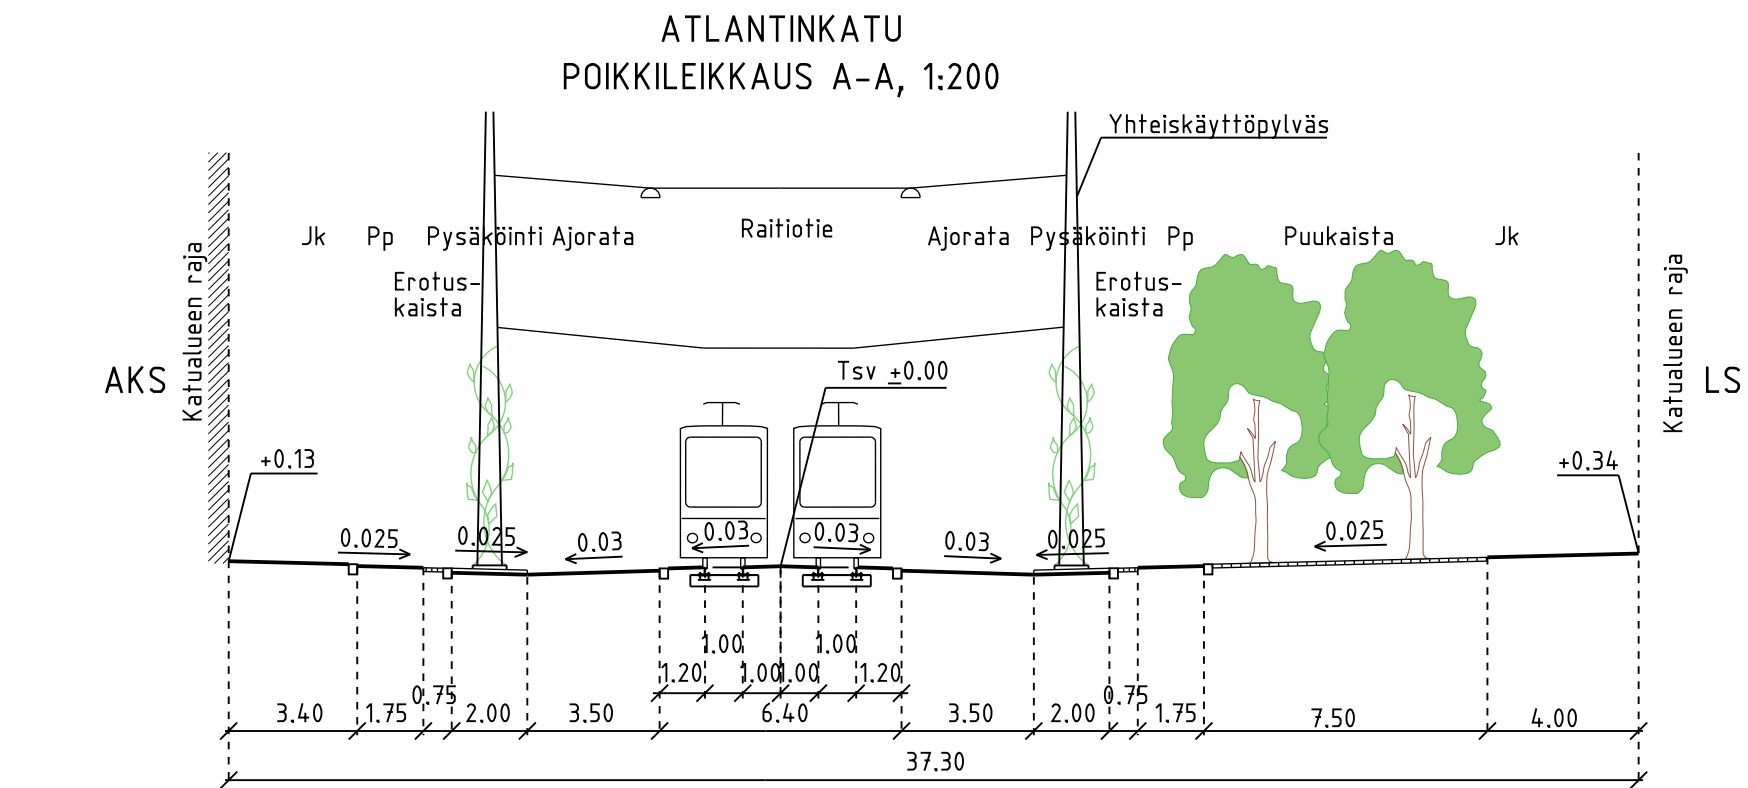 ATLANTINKATU
POIKKILEIKKAUS A-A, 1:200
Yhteiskäyttöpylväs
Jk Pp Pysäköinti Ajorata Raitiotie Ajorata Pysäköinti Pp Puukaista Jk
Erotus-
kaista
Erotus-
kaista
Katualueen raja
Katualueen raja
AKS
LS
Tsv ±0.00
+0.13
+0.34
0.025 0.025 0.03 0.03 0.03 0.03 0.025 0.025
1.00 1.00
1.20 1.00 1.00 1.20
0.75 0.75
3.40 1.75 2.00 3.50 6.40 3.50 2.00 1.75 7.50 4.00
37.30